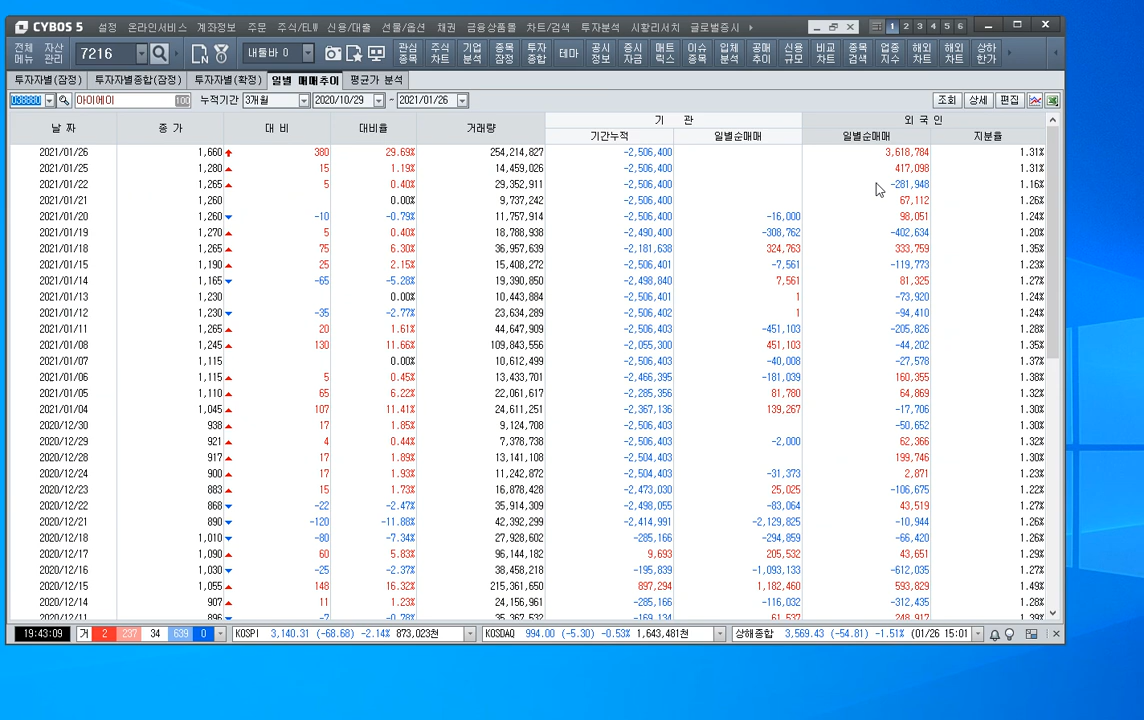 CYBOS 5 설정 온라인서비스 계좌정보 주문 주식/ELW 신용/대출 선물/옵션 채권 금융상품몰 차트/검색 투자분석 시황리서치 글로벌증시 1 2 3 4 5 6
전체메뉴 자산관리 7216 내툴바 0 관심종목 주식차트 기업분석 종목잠정 투자종합 테마 공시정보 증시자금 매트릭스 이슈종목 입체분석 공매추이 신용규모 비교차트 종목검색 업종지수 해외차트 해외차트 상하한가
투자자별(잠정) 투자자별종합(잠정) 투자자별(확정) 일별 매매추이 평균가 분석
038880 아이에이 100 누적기간 3개월 2020/10/29 ~ 2021/01/26 조회 상세 편집
날 짜 종 가 대 비 대비율 거래량 기 관 외 국 인
기간누적 일별순매매 일별순매매 지분율
2021/01/26 1,660 380 29.69% 254,214,827 -2,506,400 3,618,784 1.31%
2021/01/25 1,280 15 1.19% 14,459,026 -2,506,400 417,098 1.31%
2021/01/22 1,265 5 0.40% 29,352,911 -2,506,400 -281,948 1.16%
2021/01/21 1,260 0.00% 9,737,242 -2,506,400 67,112 1.26%
2021/01/20 1,260 -10 -0.79% 11,757,914 -2,506,400 -16,000 98,051 1.24%
2021/01/19 1,270 5 0.40% 18,788,938 -2,490,400 -308,762 -402,634 1.20%
2021/01/18 1,265 75 6.30% 36,957,639 -2,181,638 324,763 333,759 1.35%
2021/01/15 1,190 25 2.15% 15,408,272 -2,506,401 -7,561 -119,773 1.23%
2021/01/14 1,165 -65 -5.28% 19,390,850 -2,498,840 7,561 81,325 1.27%
2021/01/13 1,230 0.00% 10,443,884 -2,506,401 1 -73,920 1.24%
2021/01/12 1,230 -35 -2.77% 23,634,289 -2,506,402 1 -94,410 1.24%
2021/01/11 1,265 20 1.61% 44,647,909 -2,506,403 -451,103 -205,826 1.28%
2021/01/08 1,245 130 11.66% 109,843,556 -2,055,300 451,103 -44,202 1.35%
2021/01/07 1,115 0.00% 10,612,499 -2,506,403 -40,008 -27,578 1.37%
2021/01/06 1,115 5 0.45% 13,433,701 -2,466,395 -181,039 160,355 1.38%
2021/01/05 1,110 65 6.22% 22,061,617 -2,285,356 81,780 64,869 1.32%
2021/01/04 1,045 107 11.41% 24,611,251 -2,367,136 139,267 -17,706 1.30%
2020/12/30 938 17 1.85% 9,124,708 -2,506,403 -50,652 1.30%
2020/12/29 921 4 0.44% 7,378,738 -2,506,403 -2,000 62,366 1.32%
2020/12/28 917 17 1.89% 13,141,108 -2,504,403 199,746 1.30%
2020/12/24 900 17 1.93% 11,242,872 -2,504,403 -31,373 2,871 1.23%
2020/12/23 883 15 1.73% 16,878,428 -2,473,030 25,025 -106,675 1.22%
2020/12/22 868 -22 -2.47% 35,914,309 -2,498,055 -83,064 43,519 1.27%
2020/12/21 890 -120 -11.88% 42,392,299 -2,414,991 -2,129,825 -10,944 1.26%
2020/12/18 1,010 -80 -7.34% 27,928,602 -285,166 -294,859 -66,420 1.26%
2020/12/17 1,090 60 5.83% 96,144,182 9,693 205,532 43,651 1.29%
2020/12/16 1,030 -25 -2.37% 38,458,218 -195,839 -1,093,133 -612,035 1.27%
2020/12/15 1,055 148 16.32% 215,361,650 897,294 1,182,460 593,829 1.49%
2020/12/14 907 11 1.23% 24,156,961 -285,166 -116,032 -312,435 1.28%
2020/12/11 896 -7 -0.78% 35,367,532 -169,134 61,537 248,917 1.39%
19:43:09 거 2 237 34 639 0 KOSPI 3,140.31 (-68.68) -2.14% 873,023천 KOSDAQ 994.00 (-5.30) -0.53% 1,643,481천 상해종합 3,569.43 (-54.81) -1.51% (01/26 15:01